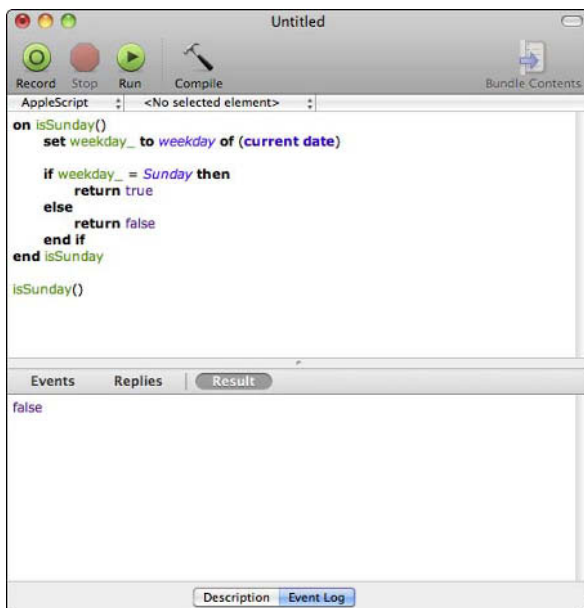 Untitled
Record Stop Run Compile Bundle Contents
AppleScript <No selected element>
on isSunday()
set weekday_ to weekday of (current date)
if weekday_ = Sunday then
return true
else
return false
end if
end isSunday
isSunday()
Events Replies Result
false
Description Event Log